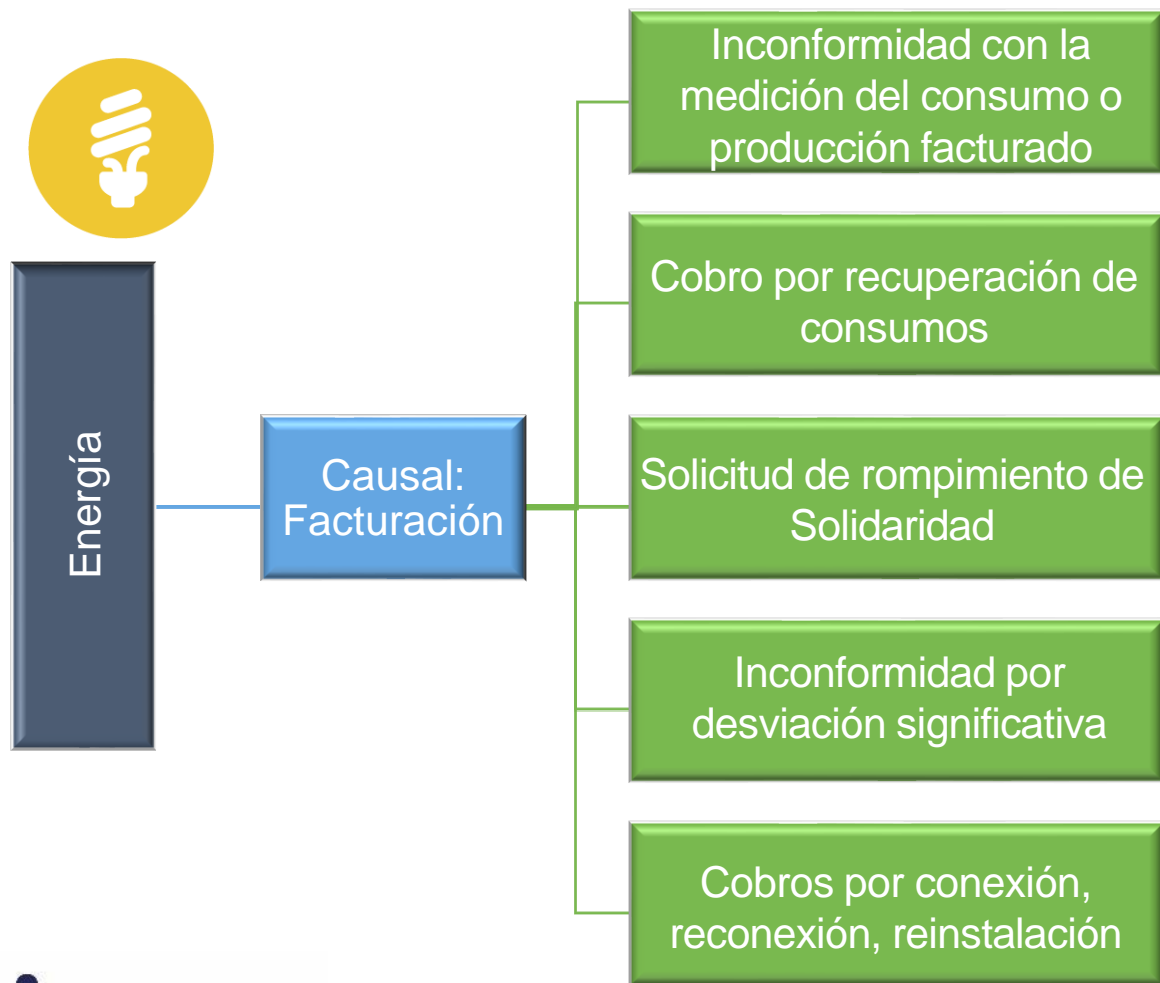 Energía
Causal:
Facturación
Inconformidad con la
medición del consumo o
producción facturado
Cobro por recuperación de
consumos
Solicitud de rompimiento de
Solidaridad
Inconformidad por
desviación significativa
Cobros por conexión,
reconexión, reinstalación